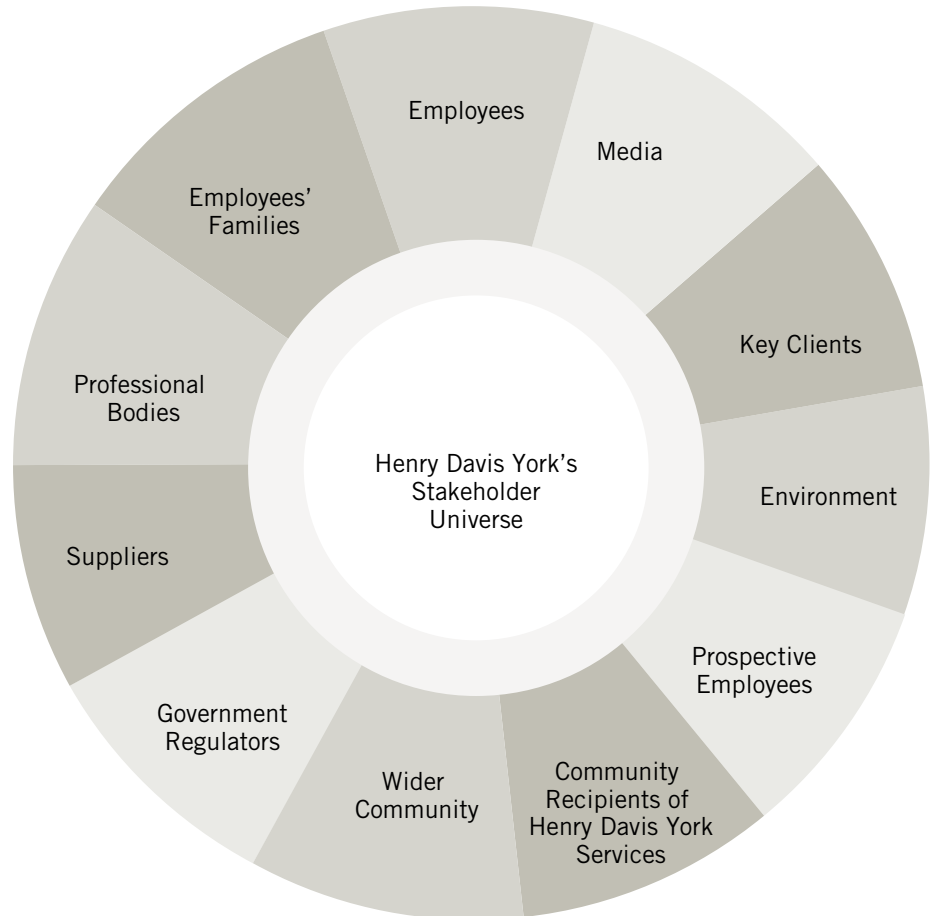 Employees
Media
Key Clients
Environment
Prospective
Employees
Community
Recipients of
Henry Davis York
Services
Wider
Community
Government
Regulators
Suppliers
Professional
Bodies
Employees’
Families
Henry Davis York’s
Stakeholder
Universe